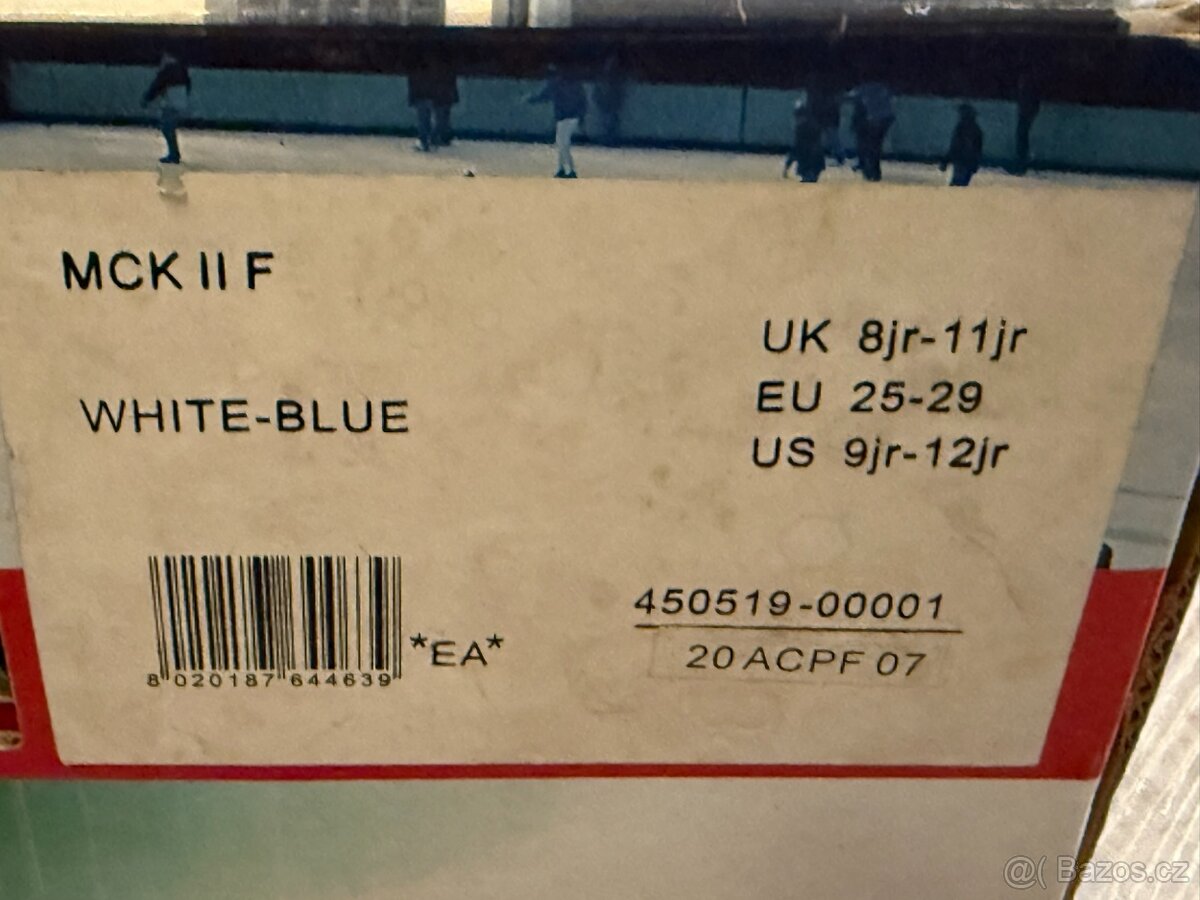 MCK II F
WHITE-BLUE
UK 8jr-11jr
EU 25-29
US 9jr-12jr
8 020187 644639
*EA*
450519-00001
20 ACPF 07
@( Bazos.cz